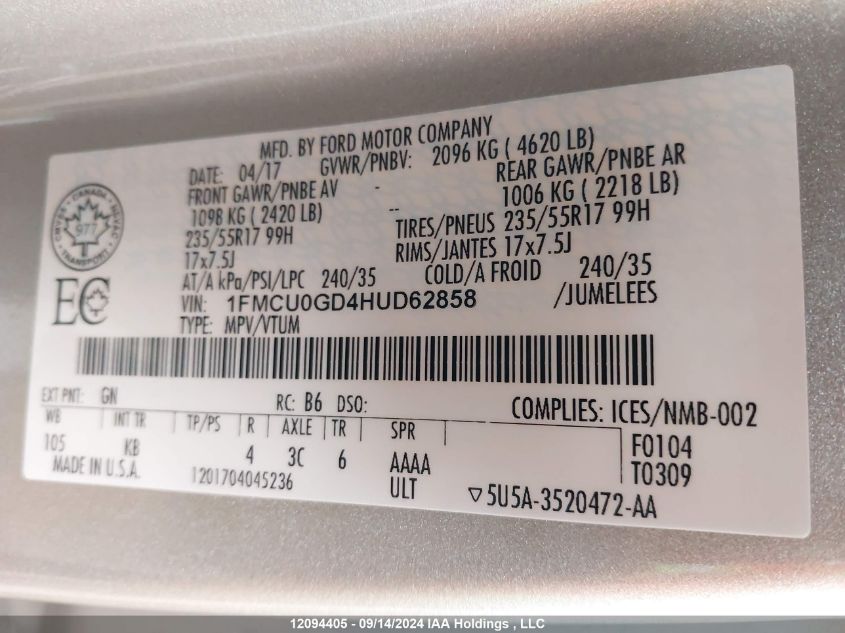 MFD. BY FORD MOTOR COMPANY
DATE: 04/17 GVWR/PNBV: 2096 KG ( 4620 LB)
FRONT GAWR/PNBE AV - REAR GAWR/PNBE AR
1098 KG ( 2420 LB) -- 1006 KG ( 2218 LB)
235/55R17 99H TIRES/PNEUS 235/55R17 99H
17x7.5J RIMS/JANTES 17x7.5J
AT/A kPa/PSI/LPC 240/35 COLD/A FROID 240/35
VIN: 1FMCU0GD4HUD62858 /JUMELEES
TYPE: MPV/VTUM
CANADA
977
TRANSPORT
EC
EXT PNT: GN RC: B6 DSO: COMPLIES: ICES/NMB-002
WB INT TR TP/PS R AXLE TR SPR F0104
105 KB 4 3C 6 AAAA T0309
MADE IN U.S.A. 1201704045236 ULT ▽5U5A-3520472-AA
12094405 - 09/14/2024 IAA Holdings , LLC